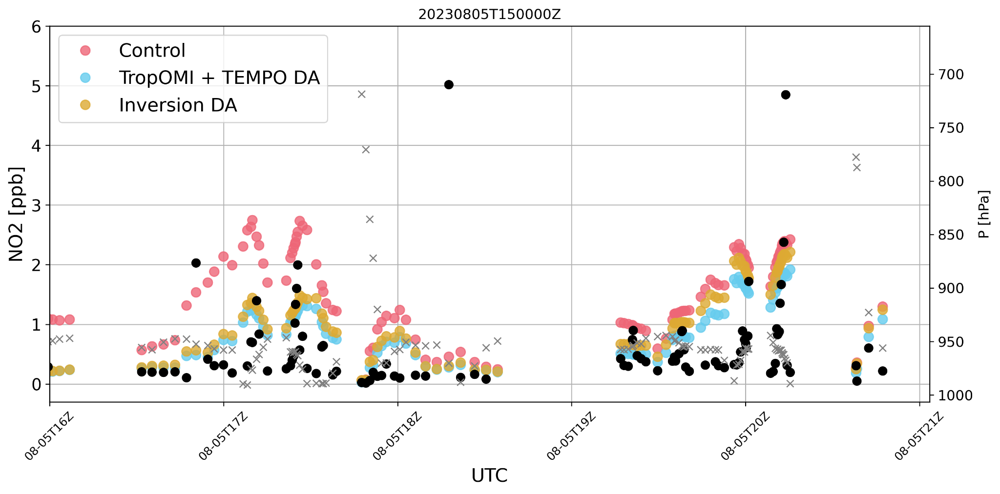 20230805T150000Z
6
5
4
3
2
1
0
NO2 [ppb]
Control
TropOMI + TEMPO DA
Inversion DA
700
750
800
850
900
950
1000
P [hPa]
08-05T16Z
08-05T17Z
08-05T18Z
08-05T19Z
08-05T20Z
08-05T21Z
UTC